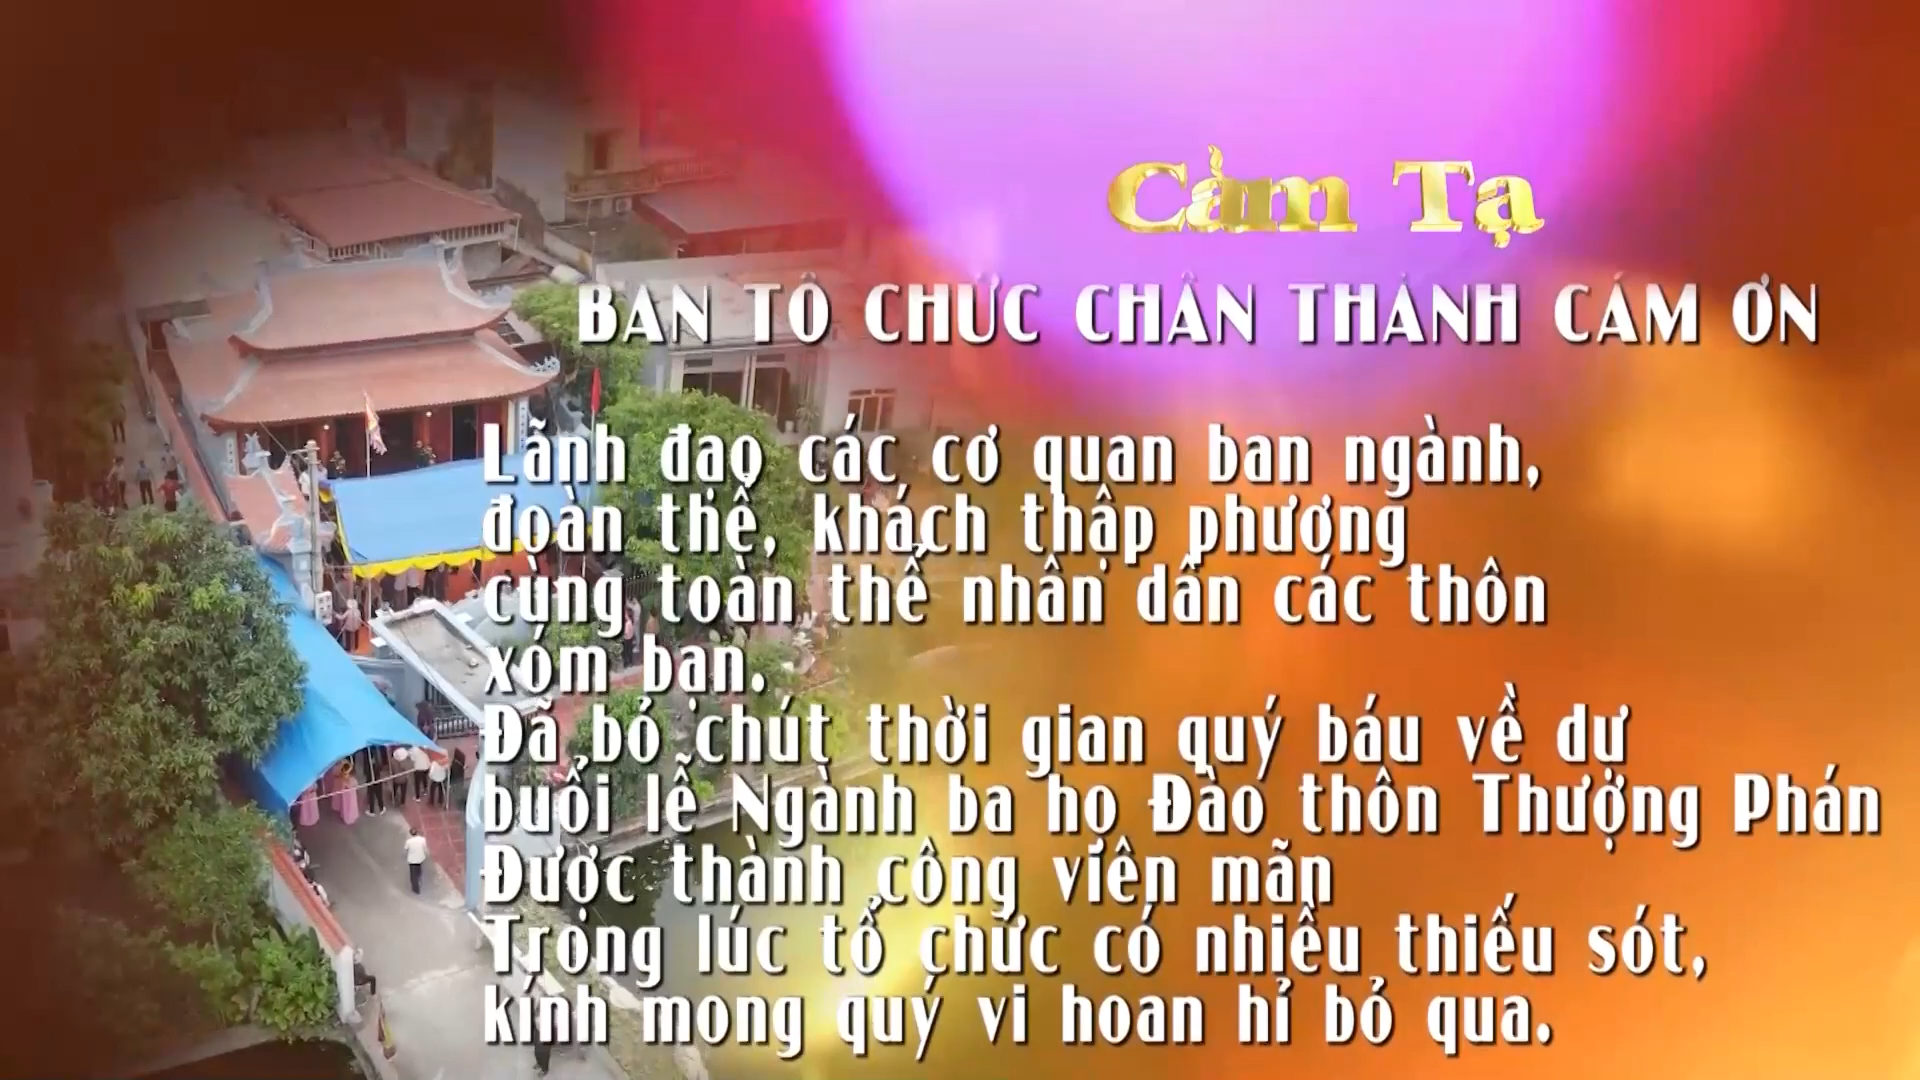 Cảm Tạ
BAN TÔ CHỨC CHÂN THÀNH CÁM ƠN
Lãnh đạo các cơ quan ban ngành,
đoàn thể, khách thập phương
cùng toàn thể nhân dân các thôn
xóm bạn.
Đã bỏ chút thời gian quý báu về dự
buổi lễ Ngành ba họ Đào thôn Thượng Phán
Được thành công viên mãn
Trong lúc tổ chức có nhiều thiếu sót,
kính mong quý vi hoan hỉ bỏ qua.